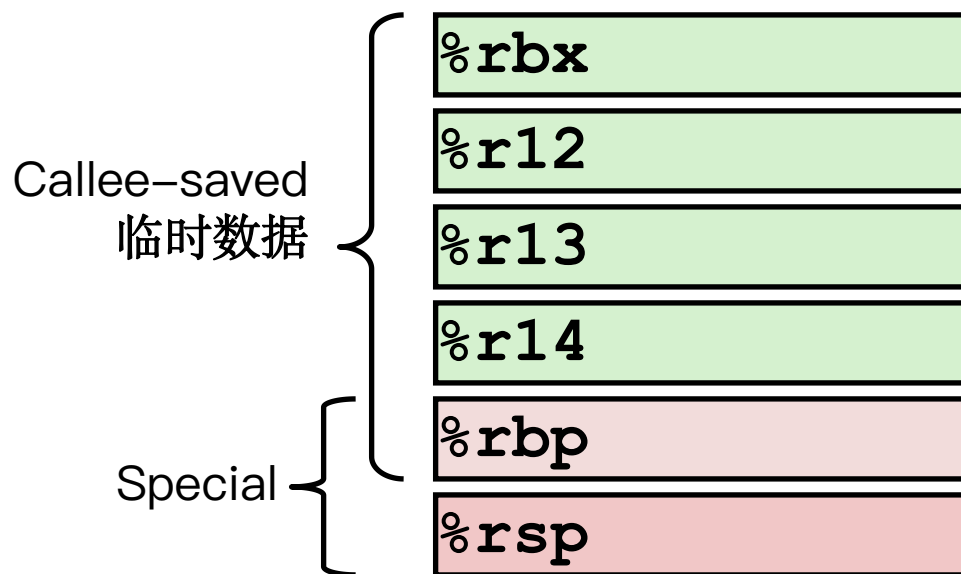 %rbx
%r12
Callee-saved
临时数据
%r13
%r14
%rbp
Special
%rsp